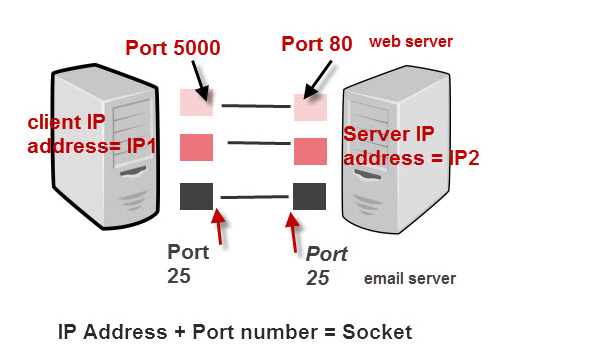 Port 5000
Port 80 web server
client IP
address= IP1
Server IP
address = IP2
Port
25
Port
25
email server
IP Address + Port number = Socket